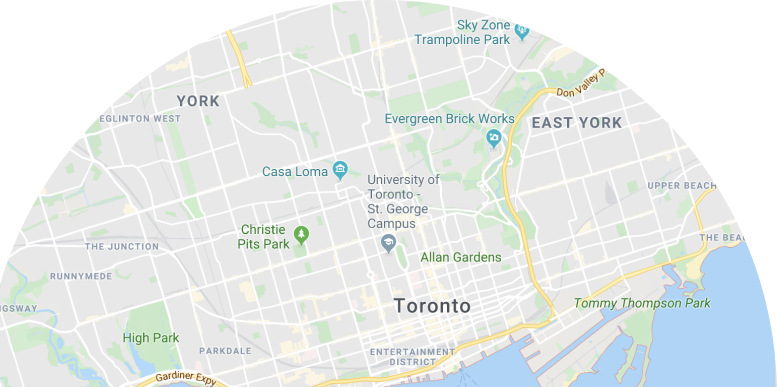 Sky Zone
Trampoline Park
Don Valley P
YORK
EGLINTON WEST
Evergreen Brick Works
EAST YORK
Casa Loma
University of
Toronto -
St. George
Campus
UPPER BEACH
Christie
Pits Park
THE JUNCTION
THE BEA
Allan Gardens
RUNNYMEDE
NGSWAY
Toronto
Tommy Thompson Park
High Park
PARKDALE
ENTERTAINMENT
DISTRICT
Gardiner Expy